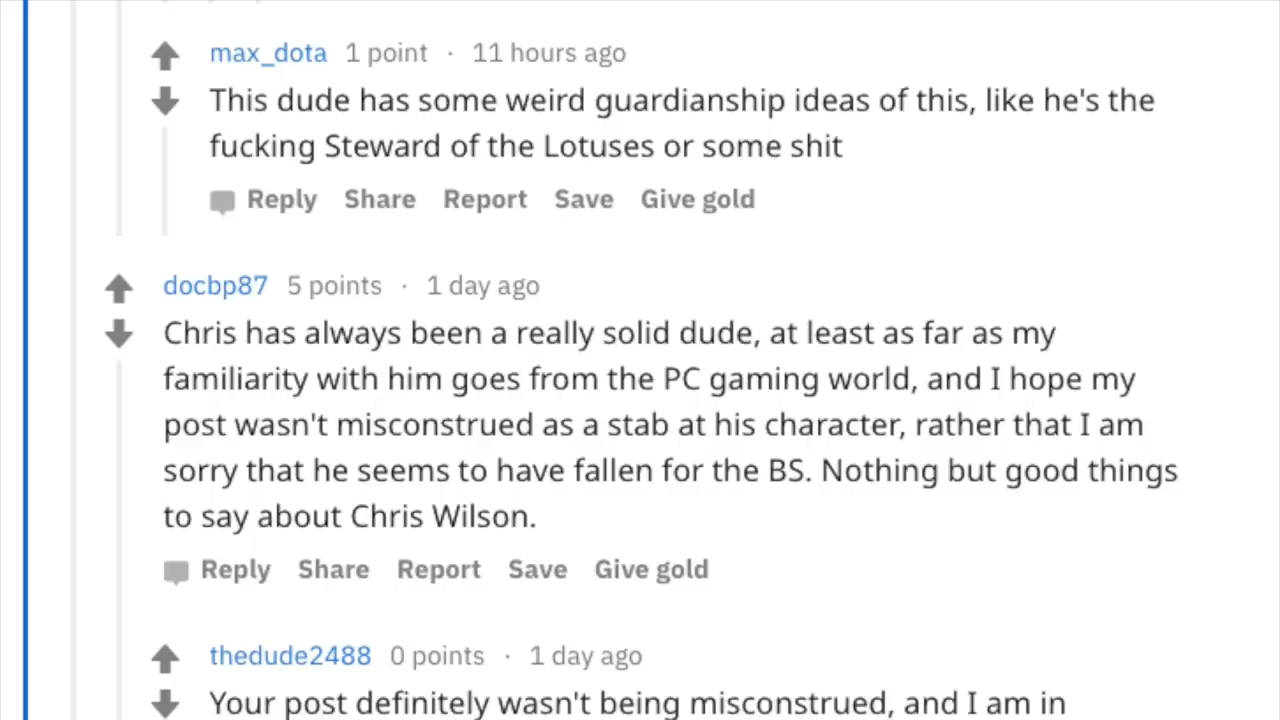 max_dota 1 point · 11 hours ago
This dude has some weird guardianship ideas of this, like he's the
fucking Steward of the Lotuses or some shit
Reply Share Report Save Give gold
docbp87 5 points · 1 day ago
Chris has always been a really solid dude, at least as far as my
familiarity with him goes from the PC gaming world, and I hope my
post wasn't misconstrued as a stab at his character, rather that I am
sorry that he seems to have fallen for the BS. Nothing but good things
to say about Chris Wilson.
Reply Share Report Save Give gold
thedude2488 0 points · 1 day ago
Your post definitely wasn't being misconstrued, and I am in